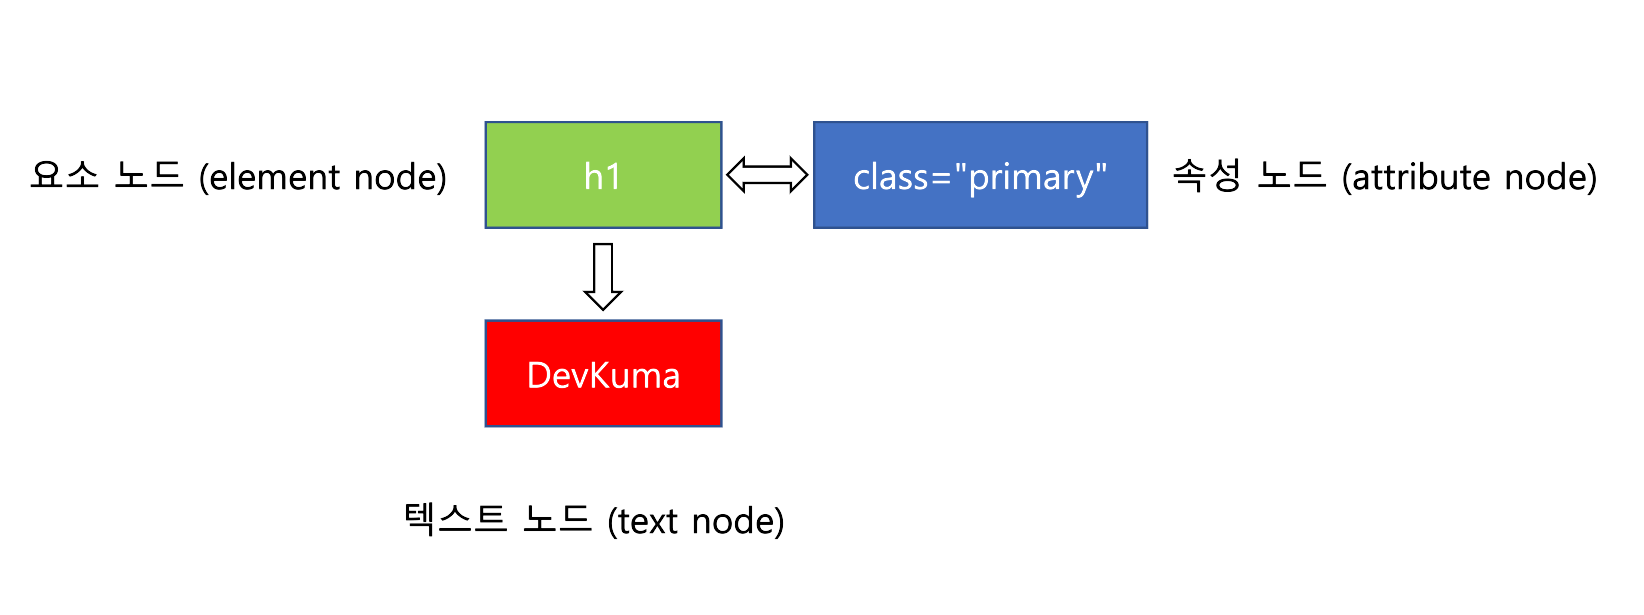 요소 노드 (element node)
h1
class="primary"
속성 노드 (attribute node)
DevKuma
텍스트 노드 (text node)